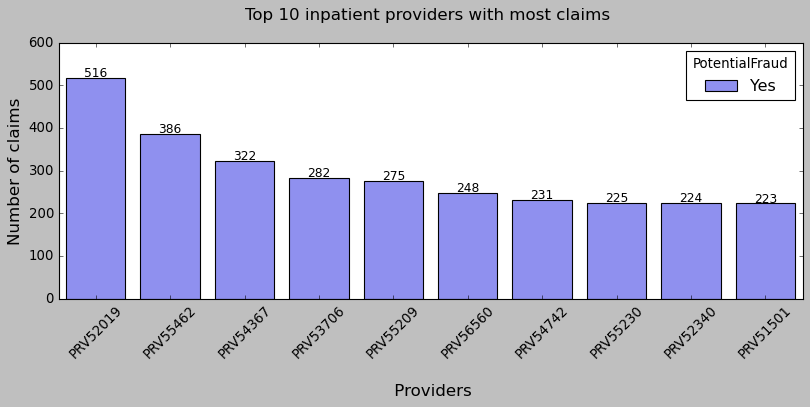 Top 10 inpatient providers with most claims
Number of claims
600
500
400
300
200
100
0
516
386
322
282
275
248
231
225
224
223
PotentialFraud
Yes
PRV52019
PRV55462
PRV54367
PRV53706
PRV55209
PRV56560
PRV54742
PRV55230
PRV52340
PRV51501
Providers